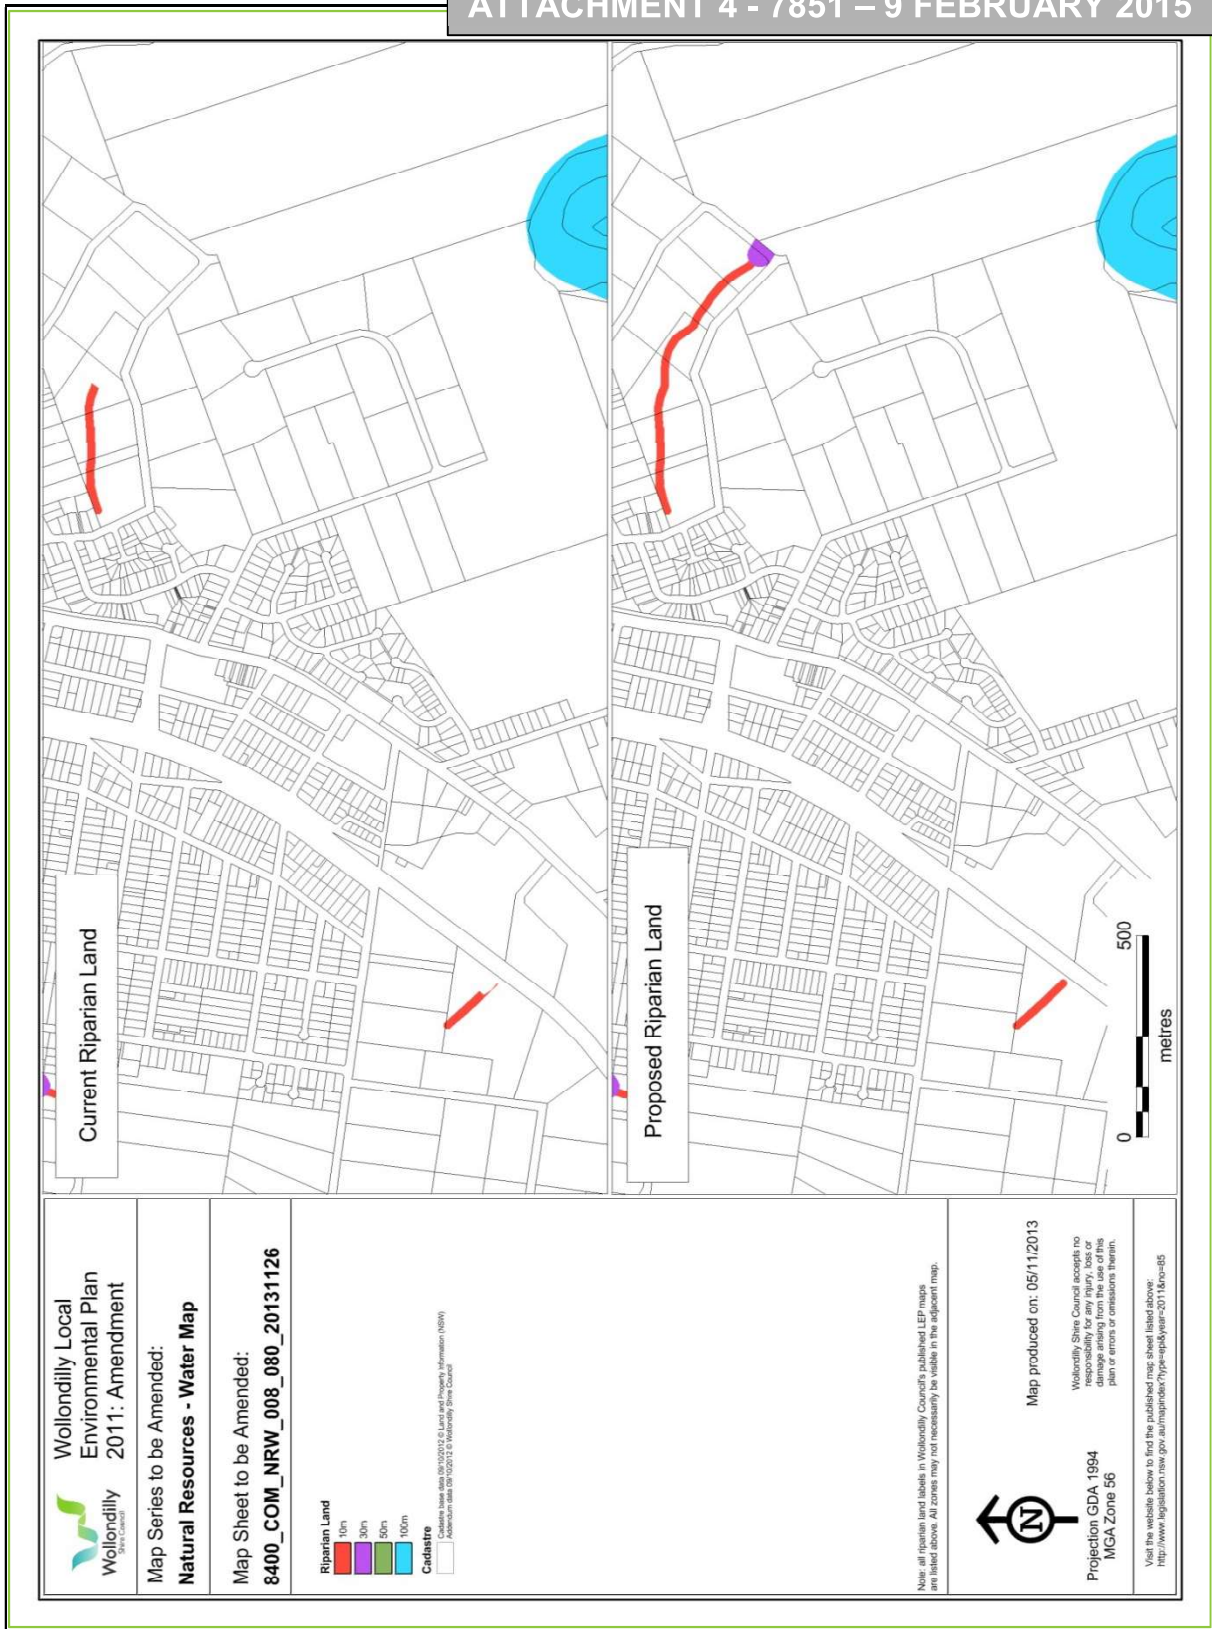 ATTACHMENT 4 - 7851 – 9 FEBRUARY 2015
Wollondilly
Shire Council
Wollondilly Local
Environmental Plan
2011: Amendment
Map Series to be Amended:
Natural Resources - Water Map
Map Sheet to be Amended:
8400_COM_NRW_008_080_20131126
Riparian Land
10m
30m
50m
100m
Cadastre
Cadastre base data 09/10/2012 © Land and Property Information (NSW)
Addendum data 09/10/2012 © Wollondilly Shire Council
Note: all riparian land labels in Wollondilly Council's published LEP maps
are listed above. All zones may not necessarily be visible in the adjacent map.
N
Projection GDA 1994
MGA Zone 56
Map produced on: 05/11/2013
Wollondilly Shire Council accepts no
responsibility for any injury, loss or
damage arising from the use of this
plan or errors or omissions therein.
Visit the website below to find the published map sheet listed above:
http://www.legislation.nsw.gov.au/mapindex?type=epi&year=2011&no=85
Current Riparian Land
Proposed Riparian Land
0
500
metres